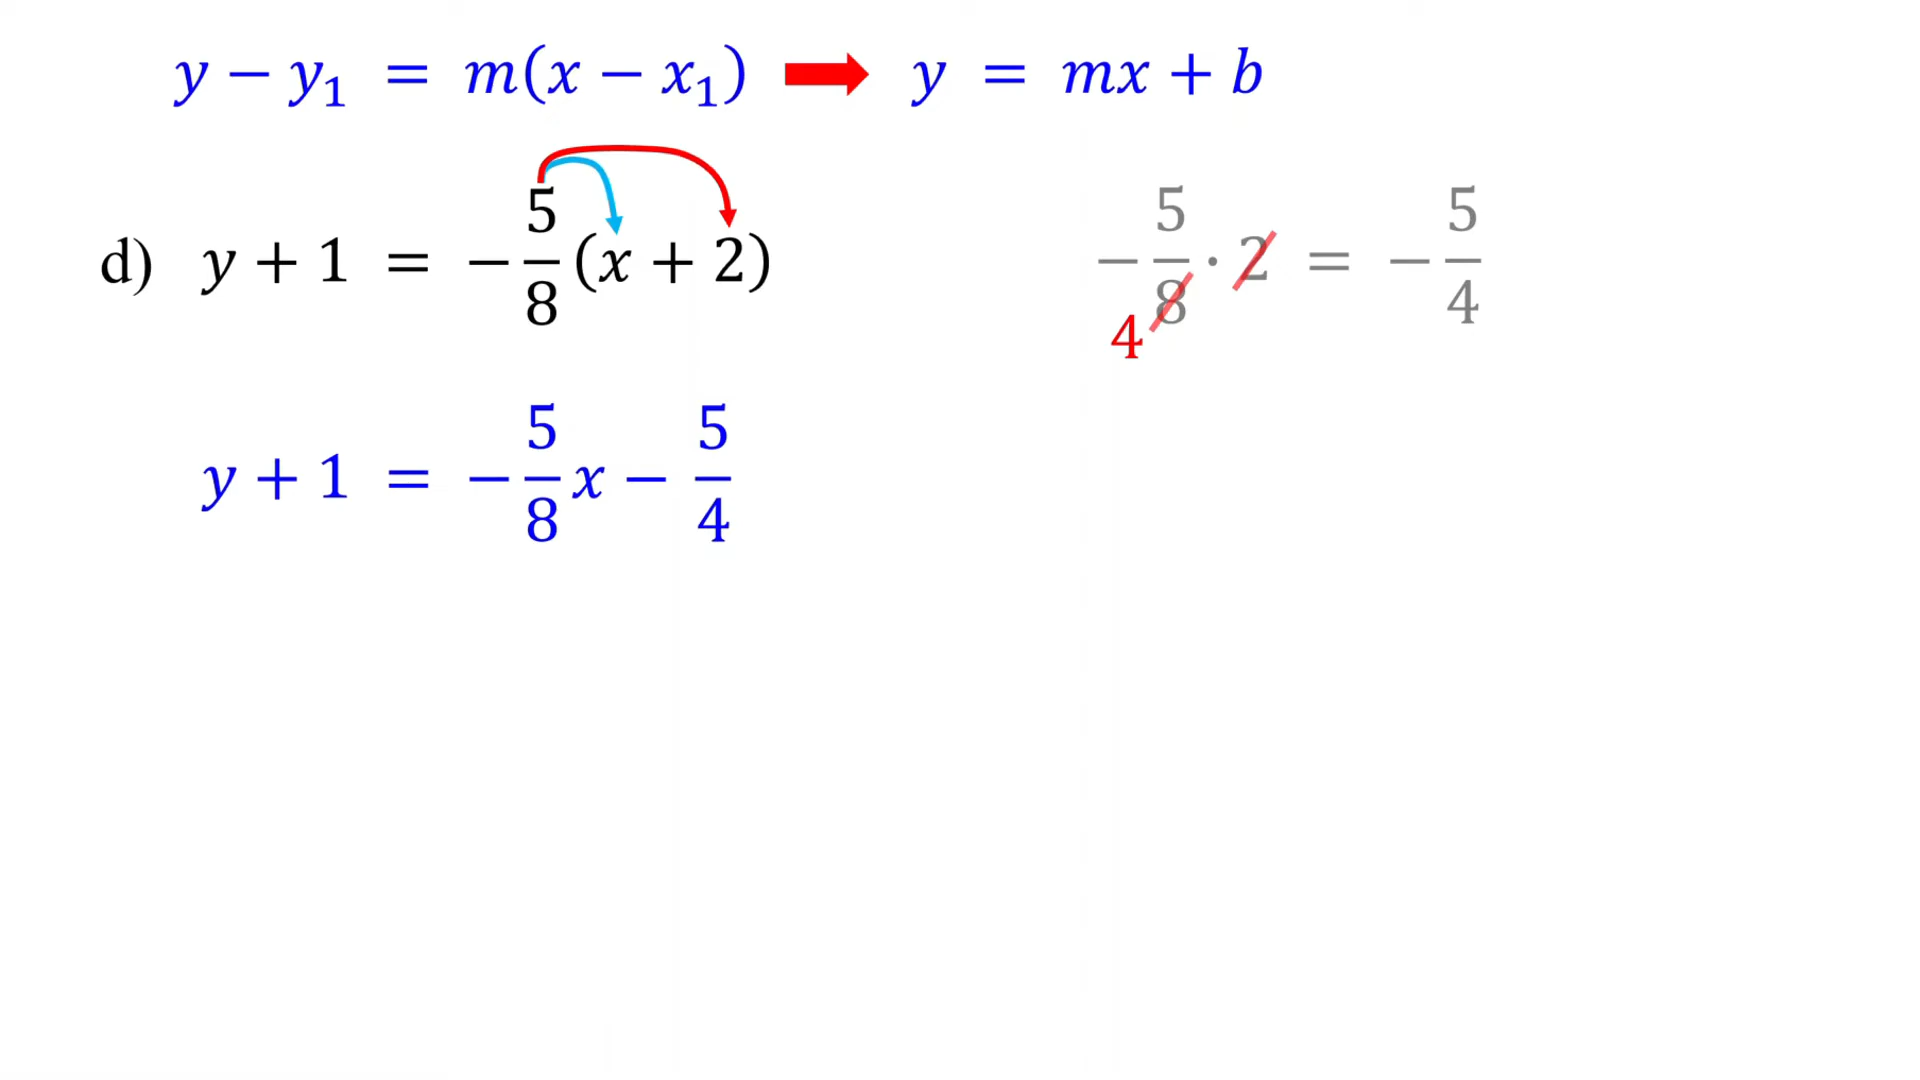 y − y₁ = m(x − x₁) ➡ y = mx + b
d) y + 1 = −5/8(x + 2)
−5/8 · 2 = −5/4
4
y + 1 = −5/8x − 5/4